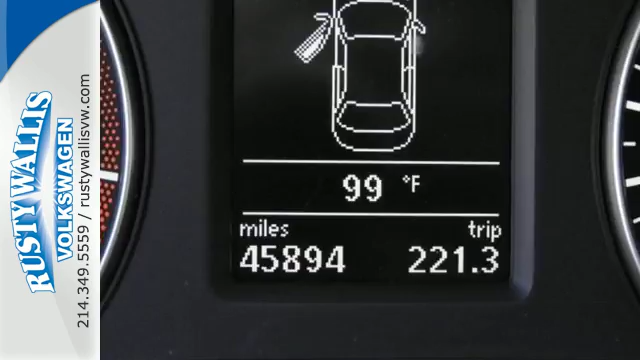 RUSTY WALLIS
VOLKSWAGEN
214.349.5559 / rustywallisvw.com
99 °F
miles trip
45894 221.3